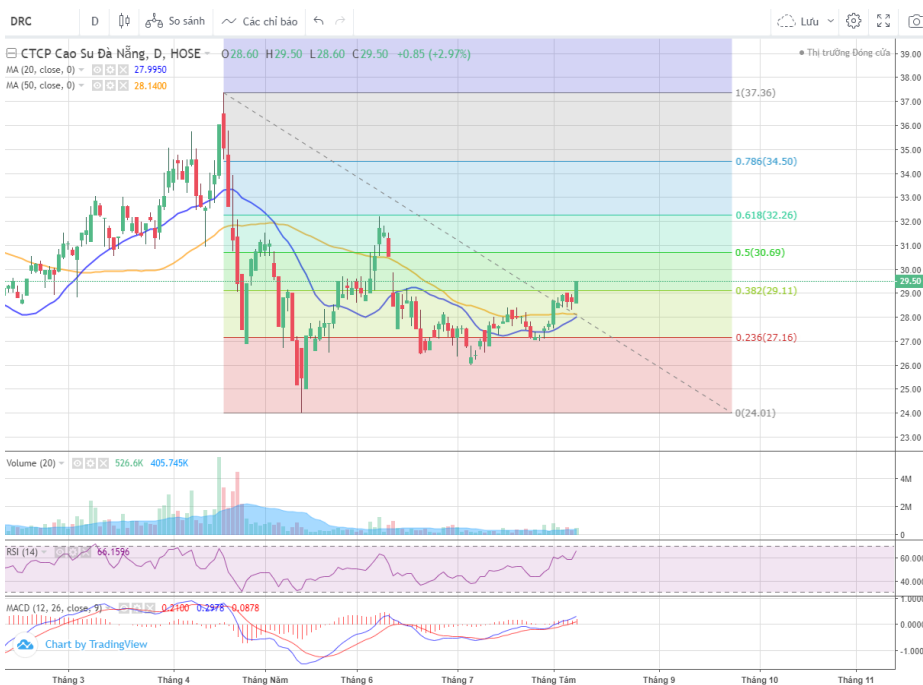 DRC D So sánh Các chỉ báo Lưu
CTCP Cao Su Đà Nẵng, D, HOSE O28.60 H29.50 L28.60 C29.50 +0.85 (+2.97%)
Thị trường Đóng cửa
MA (20, close, 0) 27.9950
MA (50, close, 0) 28.1400
39.00
38.00
37.00
36.00
35.00
34.00
33.00
32.00
31.00
30.00
29.50
29.00
28.00
27.00
26.00
25.00
24.00
23.00
1(37.36)
0.786(34.50)
0.618(32.26)
0.5(30.69)
0.382(29.11)
0.236(27.16)
0(24.01)
Volume (20) 526.6K 405.745K
4M
2M
0
RSI (14) 66.1596
60.0000
40.0000
MACD (12, 26, close, 9) 0.2100 0.2978 0.0878
1.0000
0.0000
-1.0000
Chart by TradingView
Tháng 3 Tháng 4 Tháng Năm Tháng 6 Tháng 7 Tháng Tám Tháng 9 Tháng 10 Tháng 11